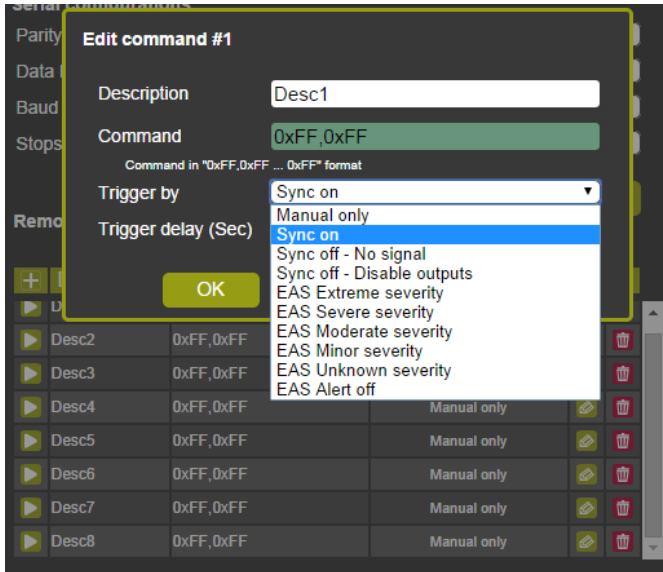 Serial configurations
Parity
Data
Baud
Stops
Edit command #1
Description
Desc1
Command
0xFF,0xFF
Command in "0xFF,0xFF ... 0xFF" format
Trigger by
Sync on
Trigger delay (Sec)
Manual only
Sync on
Sync off - No signal
Sync off - Disable outputs
EAS Extreme severity
EAS Severe severity
EAS Moderate severity
EAS Minor severity
EAS Unknown severity
EAS Alert off
OK
Remo
Desc2 0xFF,0xFF
Desc3 0xFF,0xFF
Desc4 0xFF,0xFF Manual only
Desc5 0xFF,0xFF Manual only
Desc6 0xFF,0xFF Manual only
Desc7 0xFF,0xFF Manual only
Desc8 0xFF,0xFF Manual only